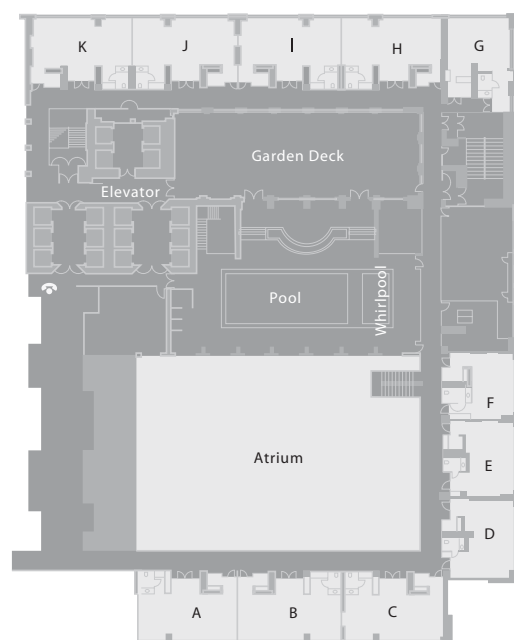 K
J
I
H
G
Garden Deck
Elevator
Pool
Whirlpool
F
Atrium
E
D
A
B
C